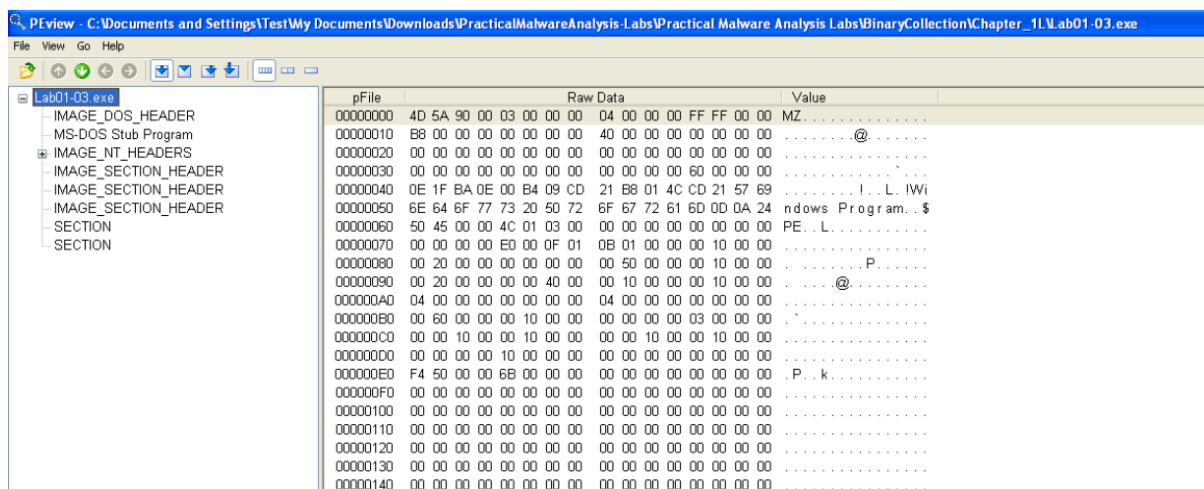 PEview - C:\Documents and Settings\Test\My Documents\Downloads\PracticalMalwareAnalysis-Labs\Practical Malware Analysis Labs\BinaryCollection\Chapter_1L\Lab01-03.exe
File View Go Help
Lab01-03.exe
IMAGE_DOS_HEADER
MS-DOS Stub Program
IMAGE_NT_HEADERS
IMAGE_SECTION_HEADER
IMAGE_SECTION_HEADER
IMAGE_SECTION_HEADER
SECTION
SECTION
pFile Raw Data Value
00000000 4D 5A 90 00 03 00 00 00 04 00 00 00 FF FF 00 00 MZ..............
00000010 B8 00 00 00 00 00 00 00 40 00 00 00 00 00 00 00 ........@.......
00000020 00 00 00 00 00 00 00 00 00 00 00 00 00 00 00 00 ................
00000030 00 00 00 00 00 00 00 00 00 00 00 00 60 00 00 00 ............`...
00000040 0E 1F BA 0E 00 B4 09 CD 21 B8 01 4C CD 21 57 69 ........!..L.!Wi
00000050 6E 64 6F 77 73 20 50 72 6F 67 72 61 6D 0D 0A 24 ndows Program..$
00000060 50 45 00 00 4C 01 03 00 00 00 00 00 00 00 00 00 PE..L...........
00000070 00 00 00 00 E0 00 0F 01 0B 01 00 00 00 10 00 00 ................
00000080 00 20 00 00 00 00 00 00 00 50 00 00 00 10 00 00 . .......P......
00000090 00 20 00 00 00 00 40 00 00 10 00 00 00 10 00 00 . ....@.........
000000A0 04 00 00 00 00 00 00 00 04 00 00 00 00 00 00 00 ................
000000B0 00 60 00 00 00 10 00 00 00 00 00 00 03 00 00 00 .`..............
000000C0 00 00 10 00 00 10 00 00 00 00 10 00 00 10 00 00 ................
000000D0 00 00 00 00 10 00 00 00 00 00 00 00 00 00 00 00 ................
000000E0 F4 50 00 00 6B 00 00 00 00 00 00 00 00 00 00 00 .P..k...........
000000F0 00 00 00 00 00 00 00 00 00 00 00 00 00 00 00 00 ................
00000100 00 00 00 00 00 00 00 00 00 00 00 00 00 00 00 00 ................
00000110 00 00 00 00 00 00 00 00 00 00 00 00 00 00 00 00 ................
00000120 00 00 00 00 00 00 00 00 00 00 00 00 00 00 00 00 ................
00000130 00 00 00 00 00 00 00 00 00 00 00 00 00 00 00 00 ................
00000140 00 00 00 00 00 00 00 00 00 00 00 00 00 00 00 00 ................